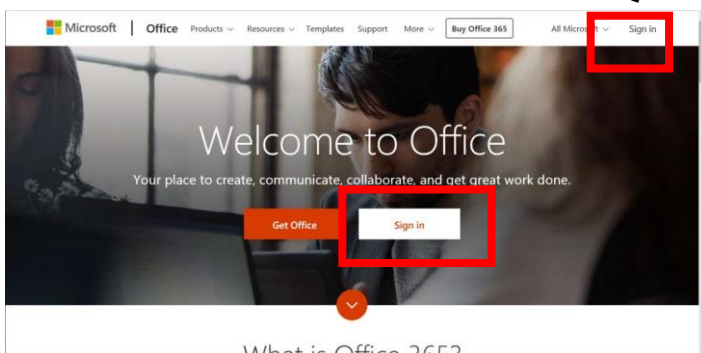 Microsoft | Office Products Resources Templates Support More Buy Office 365 All Microsoft Sign in
Welcome to Office
Your place to create, communicate, collaborate, and get great work done.
Get Office Sign in
What is Office 365?